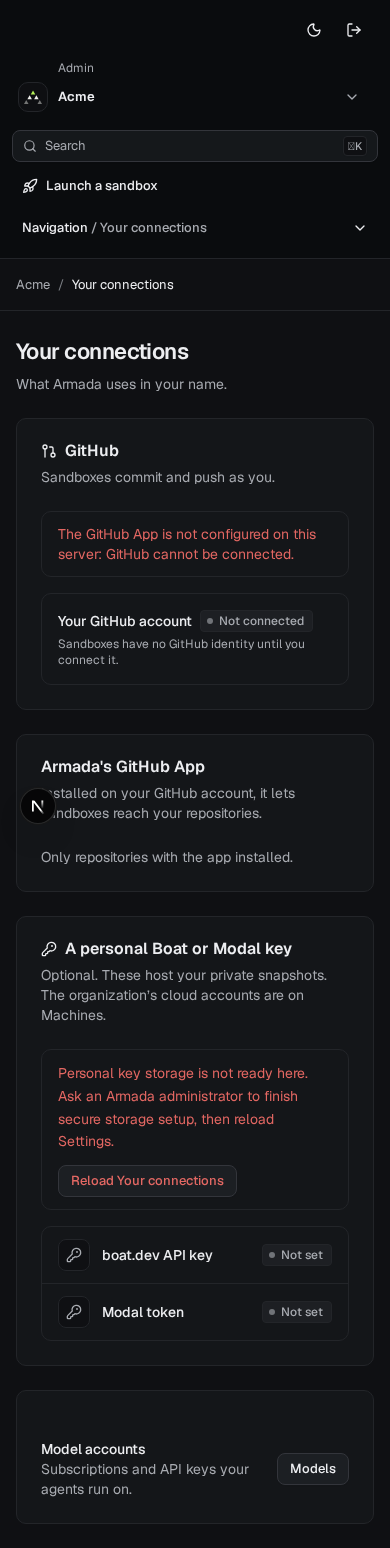 Admin
Acme
Search
K
Launch a sandbox
Navigation / Your connections
Acme / Your connections
Your connections
What Armada uses in your name.
GitHub
Sandboxes commit and push as you.
The GitHub App is not configured on this
server: GitHub cannot be connected.
Your GitHub account Not connected
Sandboxes have no GitHub identity until you
connect it.
Armada's GitHub App
nstalled on your GitHub account, it lets
ndboxes reach your repositories.
N
Only repositories with the app installed.
A personal Boat or Modal key
Optional. These host your private snapshots.
The organization's cloud accounts are on
Machines.
Personal key storage is not ready here.
Ask an Armada administrator to finish
secure storage setup, then reload
Settings.
Reload Your connections
boat.dev API key Not set
Modal token Not set
Model accounts
Subscriptions and API keys your
agents run on.
Models